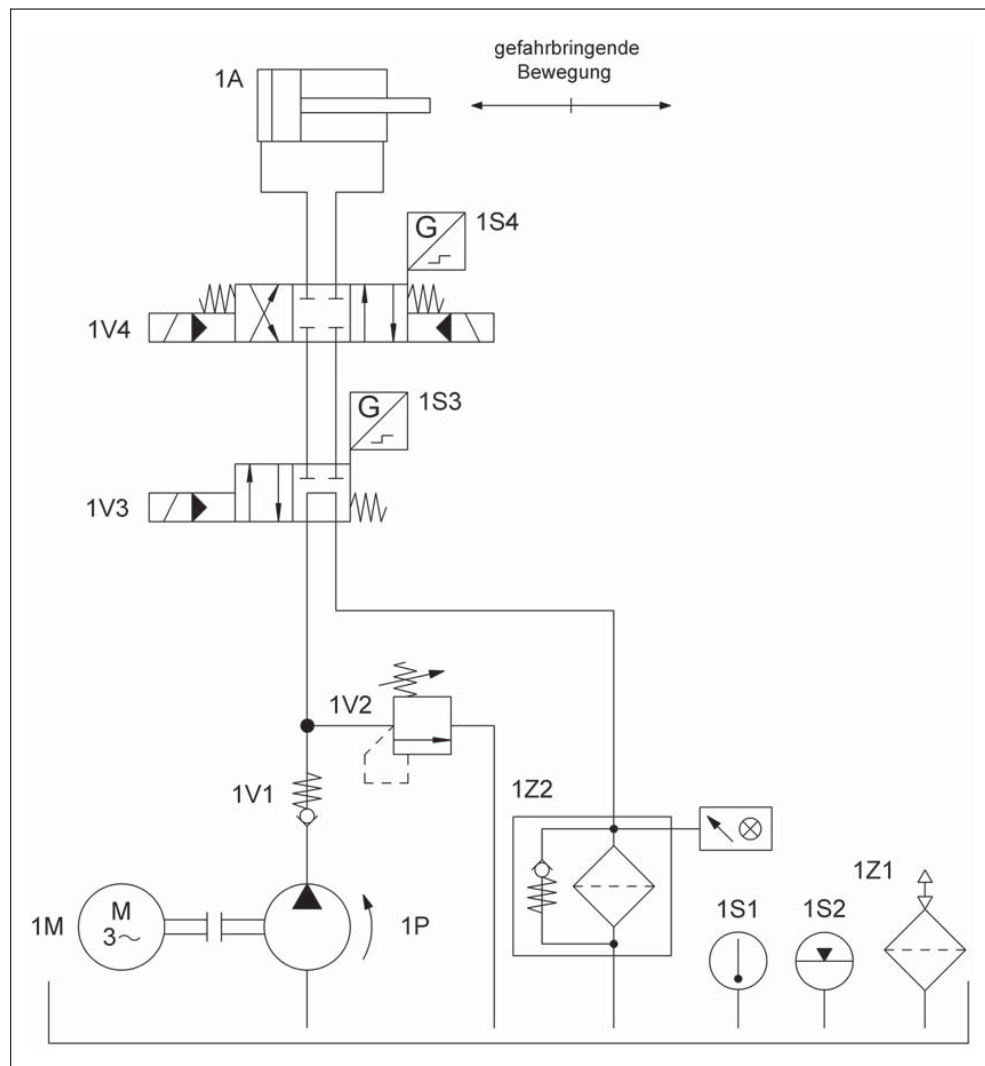 gefahrbringende
Bewegung
1A
G
1S4
1V4
G
1S3
1V3
1V2
1V1
1Z2
1Z1
1S1
1S2
1M
M
3~
1P